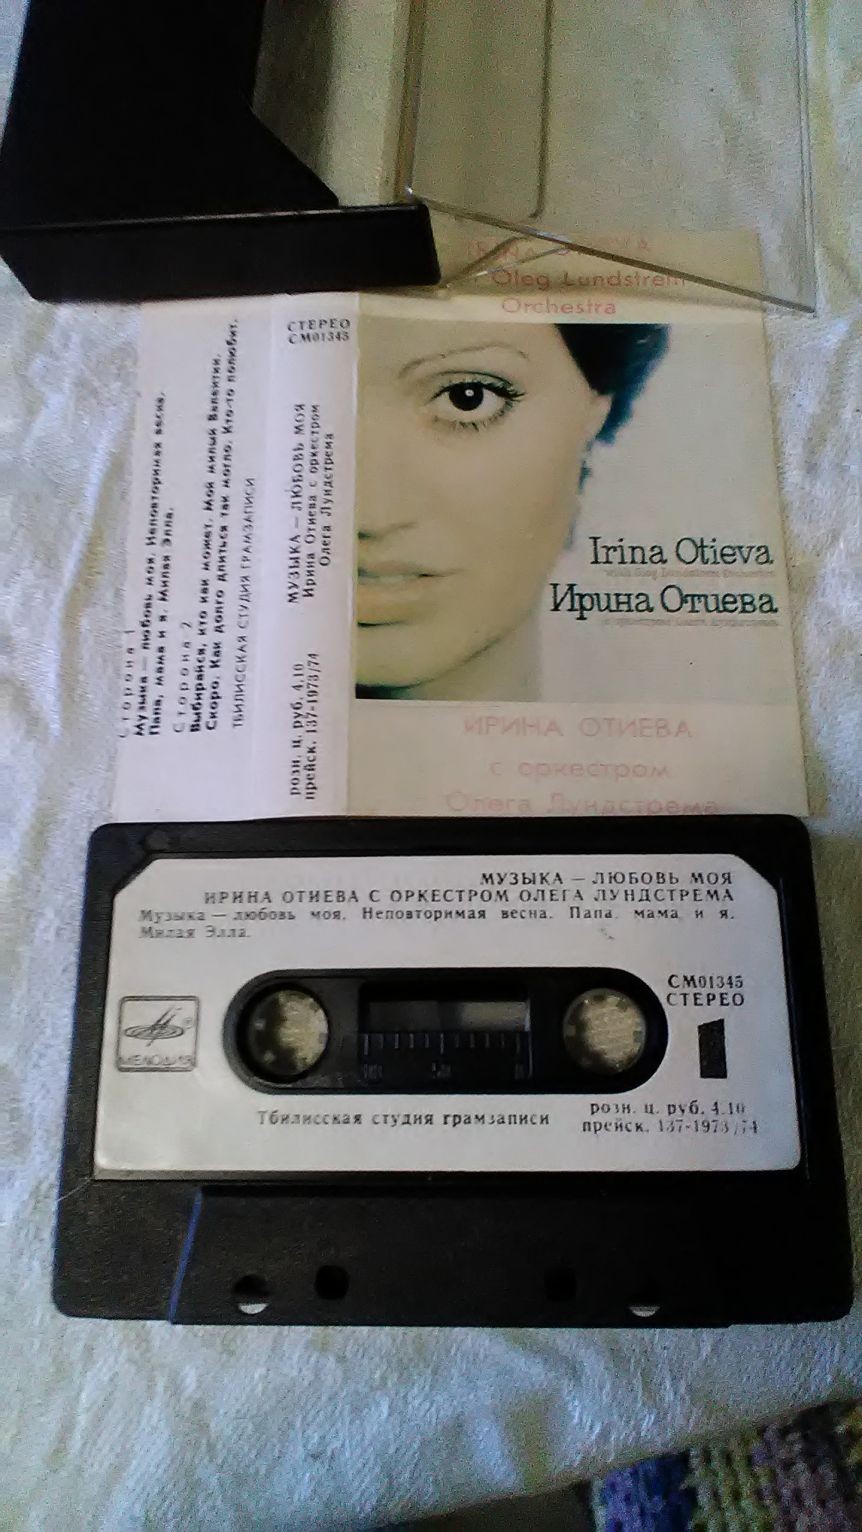 Oleg Lundstrem
Orchestra
СТЕРЕО
СМ01345
МУЗЫКА — ЛЮБОВЬ МОЯ
Ирина Отиева с оркестром
Олега Лундстрема
розн. ц. руб. 4.10
прейск. 137-1973/74
Сторона 1
Музыка — любовь моя. Неповторимая весна.
Папа, мама и я. Милая Элла.
Сторона 2
Выбирайся, кто как может. Мой милый Валентин.
Скоро. Как долго длиться так могло. Кто-то полюбит.
ТБИЛИССКАЯ СТУДИЯ ГРАМЗАПИСИ
Irina Otieva
Ирина Отиева
ИРИНА ОТИЕВА
с оркестром
Олега Лундстрема
МУЗЫКА — ЛЮБОВЬ МОЯ
ИРИНА ОТИЕВА С ОРКЕСТРОМ ОЛЕГА ЛУНДСТРЕМА
Музыка — любовь моя. Неповторимая весна. Папа, мама и я.
Милая Элла.
СМ01345
СТЕРЕО
МЕЛОДИЯ
1
100 50 0
Тбилисская студия грамзаписи
розн. ц. руб. 4.10
прейск. 137-1973/74